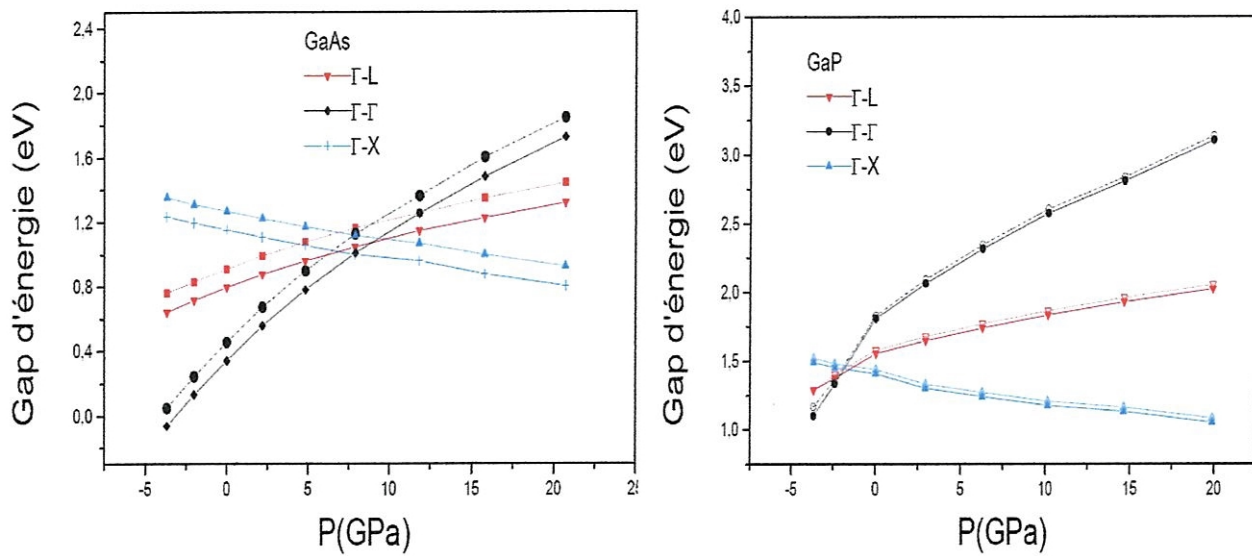 Gap d'énergie (eV)
2.4
2.0
1.6
1.2
0.8
0.4
0.0
GaAs
Γ-L
Γ-Γ
Γ-X
-5 0 5 10 15 20 25
P(GPa)
Gap d'énergie (eV)
4.0
3.5
3.0
2.5
2.0
1.5
1.0
GaP
Γ-L
Γ-Γ
Γ-X
-5 0 5 10 15 20
P(GPa)